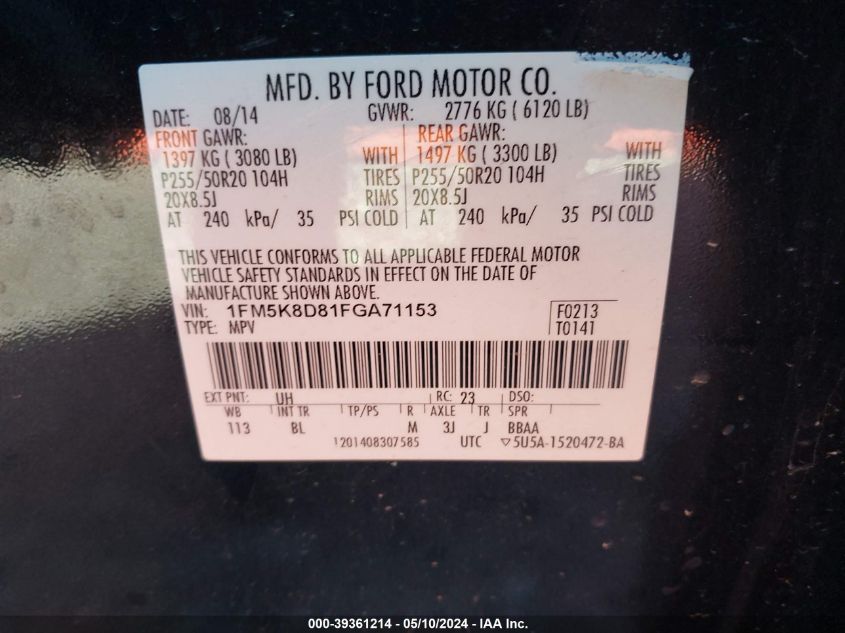 MFD. BY FORD MOTOR CO.
DATE: 08/14 GVWR: 2776 KG ( 6120 LB)
FRONT GAWR: REAR GAWR:
1397 KG ( 3080 LB) WITH 1497 KG ( 3300 LB) WITH
P255/50R20 104H TIRES P255/50R20 104H TIRES
20X8.5J RIMS 20X8.5J RIMS
AT 240 kPa/ 35 PSI COLD AT 240 kPa/ 35 PSI COLD
THIS VEHICLE CONFORMS TO ALL APPLICABLE FEDERAL MOTOR
VEHICLE SAFETY STANDARDS IN EFFECT ON THE DATE OF
MANUFACTURE SHOWN ABOVE.
VIN: 1FM5K8D81FGA71153 F0213
TYPE: MPV T0141
EXT PNT: UH RC: 23 DSO:
WB INT TR TP/PS R AXLE TR SPR
113 BL M 3J J BBAA
1201408307585 UTC ▽5U5A-1520472-BA
000-39361214 - 05/10/2024 - IAA Inc.